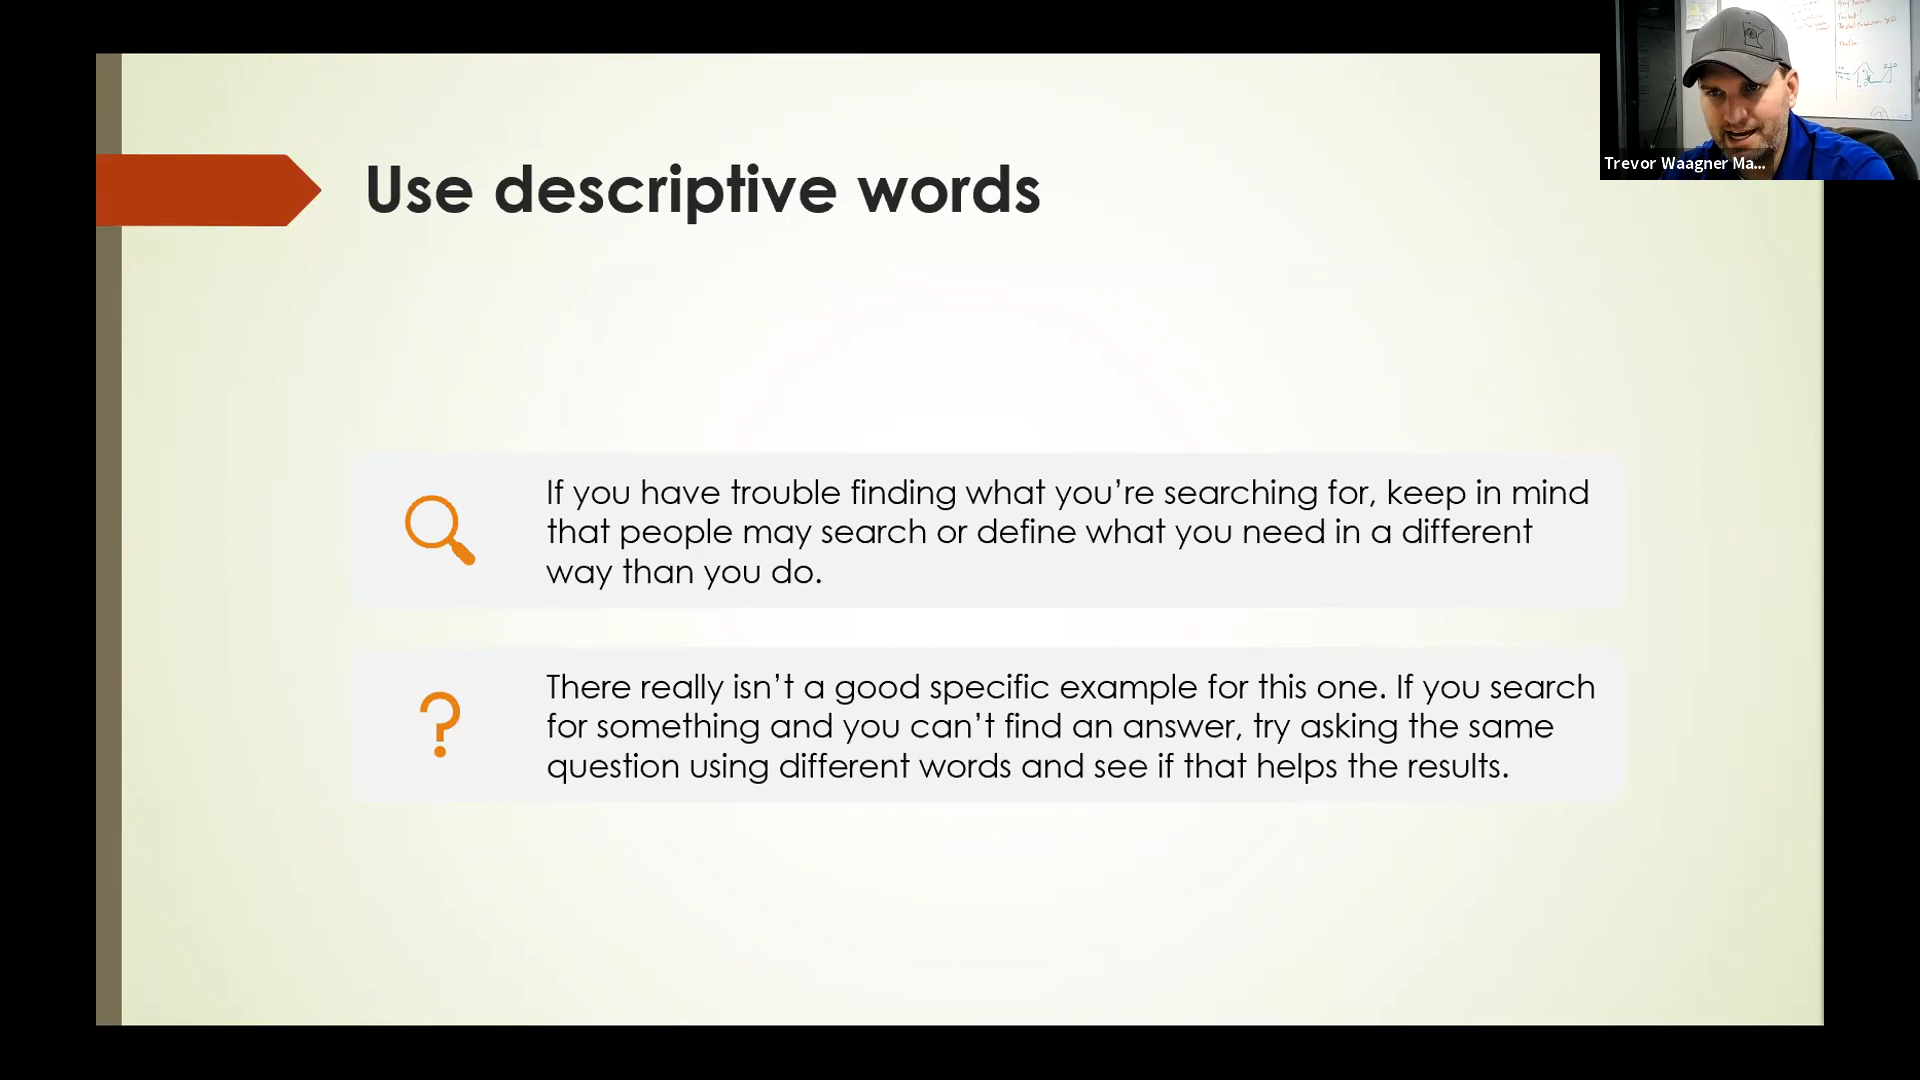 Use descriptive words
If you have trouble finding what you're searching for, keep in mind
that people may search or define what you need in a different
way than you do.
There really isn't a good specific example for this one. If you search
for something and you can't find an answer, try asking the same
question using different words and see if that helps the results.
Trevor Waagner Ma...